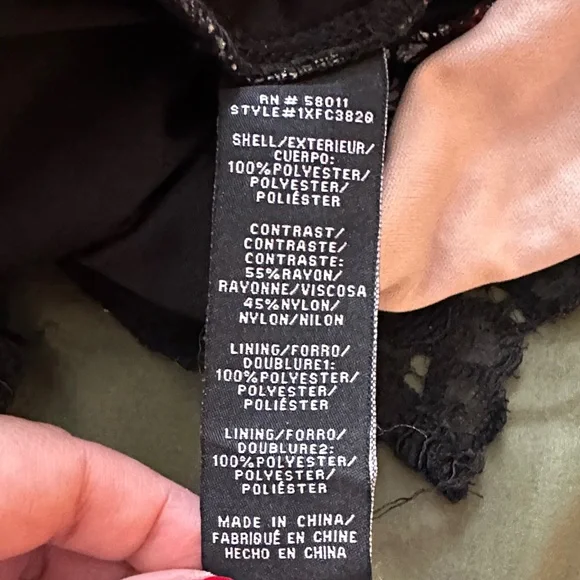 RN # 58011
STYLE#1XFC3820
SHELL/EXTERIEUR/
CUERPO:
100%POLYESTER/
POLYESTER/
POLIÉSTER
CONTRAST/
CONTRASTE/
CONTRASTE:
55%RAYON/
RAYONNE/VISCOSA
45%NYLON/
NYLON/NILON
LINING/FORRO/
DOUBLURE1:
100%POLYESTER/
POLYESTER/
POLIÉSTER
LINING/FORRO/
DOUBLURE2:
100%POLYESTER/
POLYESTER/
POLIÉSTER
MADE IN CHINA/
FABRIQUÉ EN CHINE
HECHO EN CHINA